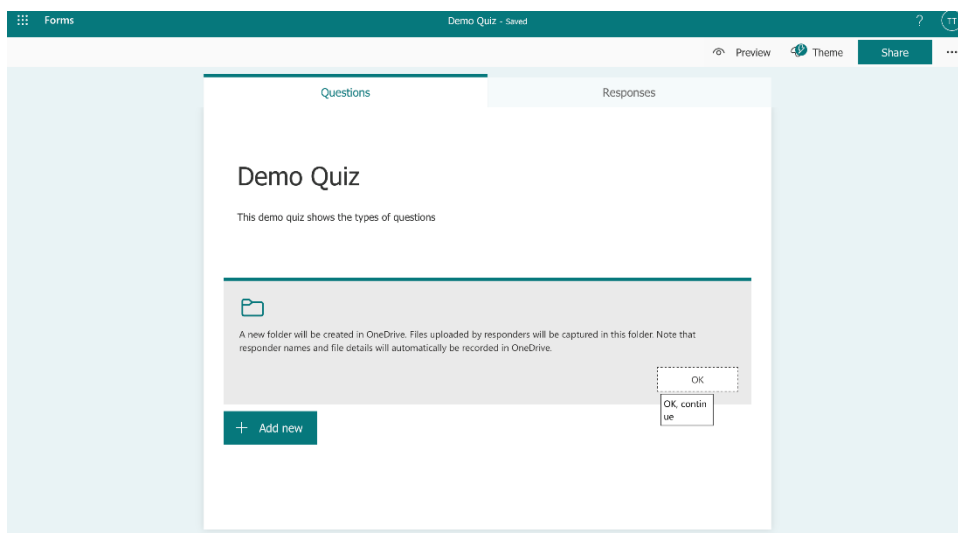 Forms
Demo Quiz - Saved
?
TT
Preview
Theme
Share
...
Questions
Responses
Demo Quiz
This demo quiz shows the types of questions
A new folder will be created in OneDrive. Files uploaded by responders will be captured in this folder. Note that
responder names and file details will automatically be recorded in OneDrive.
OK
OK, contin
ue
+ Add new